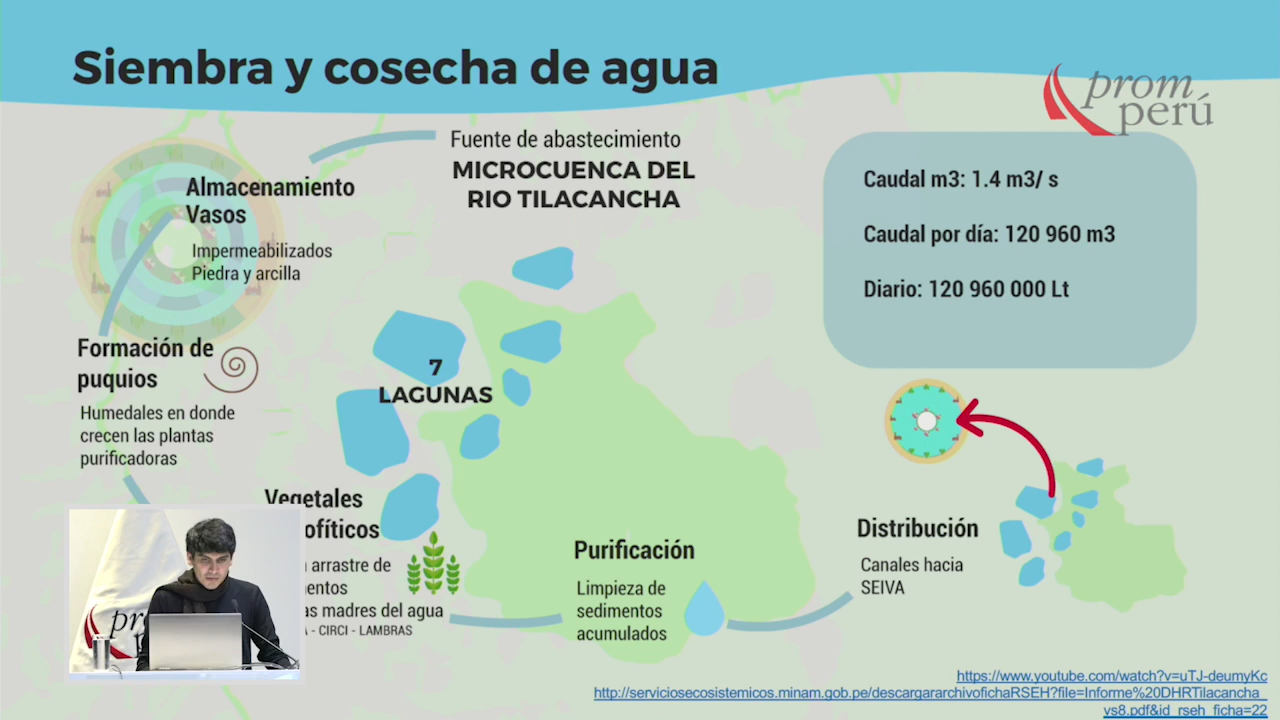 Siembra y cosecha de agua
prom
perú
Fuente de abastecimiento
MICROCUENCA DEL
RIO TILACANCHA
Almacenamiento
Vasos
Impermeabilizados
Piedra y arcilla
Caudal m3: 1.4 m3/ s
Caudal por día: 120 960 m3
Diario: 120 960 000 Lt
Formación de
puquios
Humedales en donde
crecen las plantas
purificadoras
7
LAGUNAS
Vegetales
arrastre de
madres del agua
- CIRCI - LAMBRAS
Purificación
Limpieza de
sedimentos
acumulados
Distribución
Canales hacia
SEIVA
https://www.youtube.com/watch?v=uTJ-deumyKc
http://serviciosecosistemicos.minam.gob.pe/descargararchivofichaRSEH?file=Informe%20DHRTilacancha_
vs8.pdf&id_rseh_ficha=22